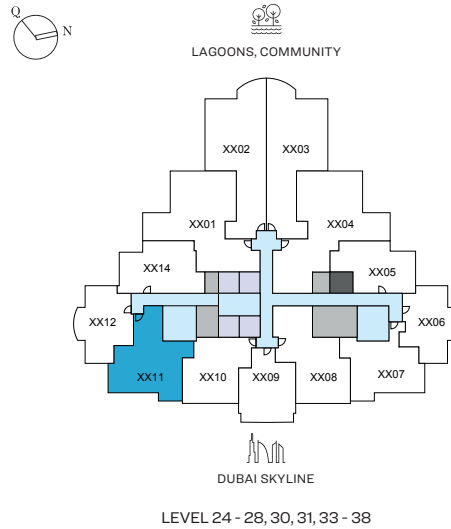 Q
N
LAGOONS, COMMUNITY
XX02 XX03
XX01 XX04
XX14 XX05
XX12 XX06
XX11 XX10 XX09 XX08 XX07
DUBAI SKYLINE
LEVEL 24 - 28, 30, 31, 33 - 38